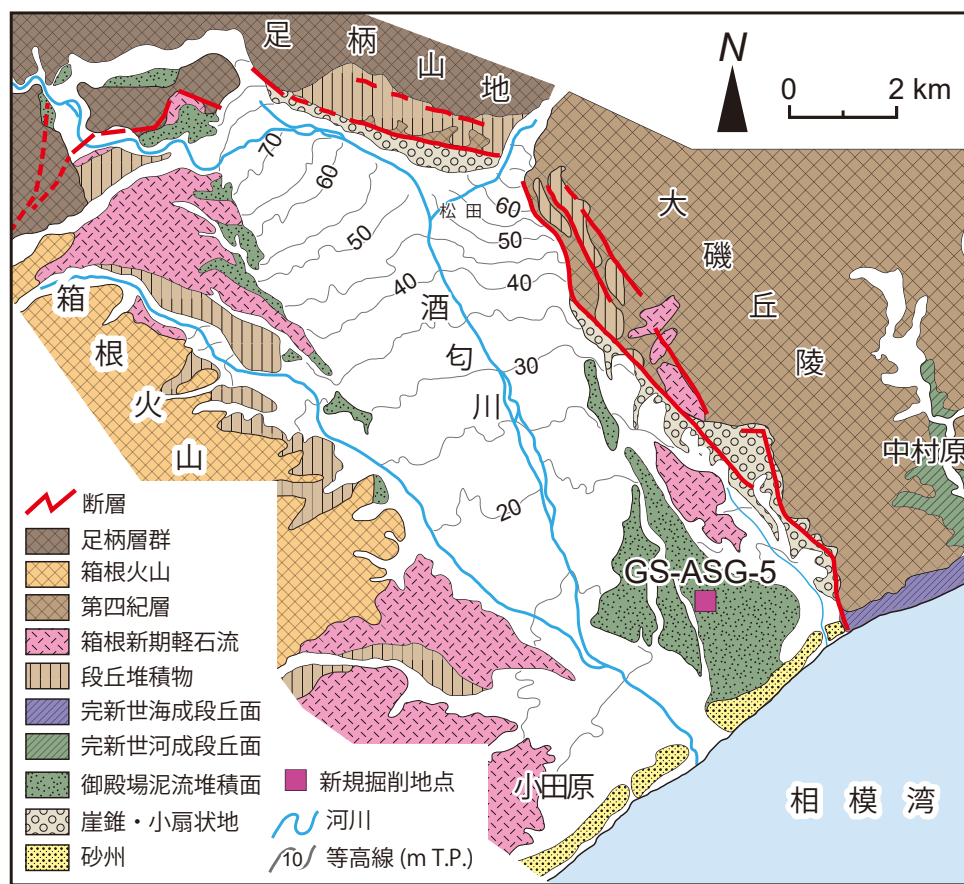 足柄山地
N
0 2 km
70
60
50
40
松田
60
50
40
30
20
大磯丘陵
酒匂川
箱根火山
中村原
GS-ASG-5
小田原
相模湾
断層
足柄層群
箱根火山
第四紀層
箱根新期軽石流
段丘堆積物
完新世海成段丘面
完新世河成段丘面
御殿場泥流堆積面
崖錐・小扇状地
砂州
新規掘削地点
河川
10 等高線 (m T.P.)